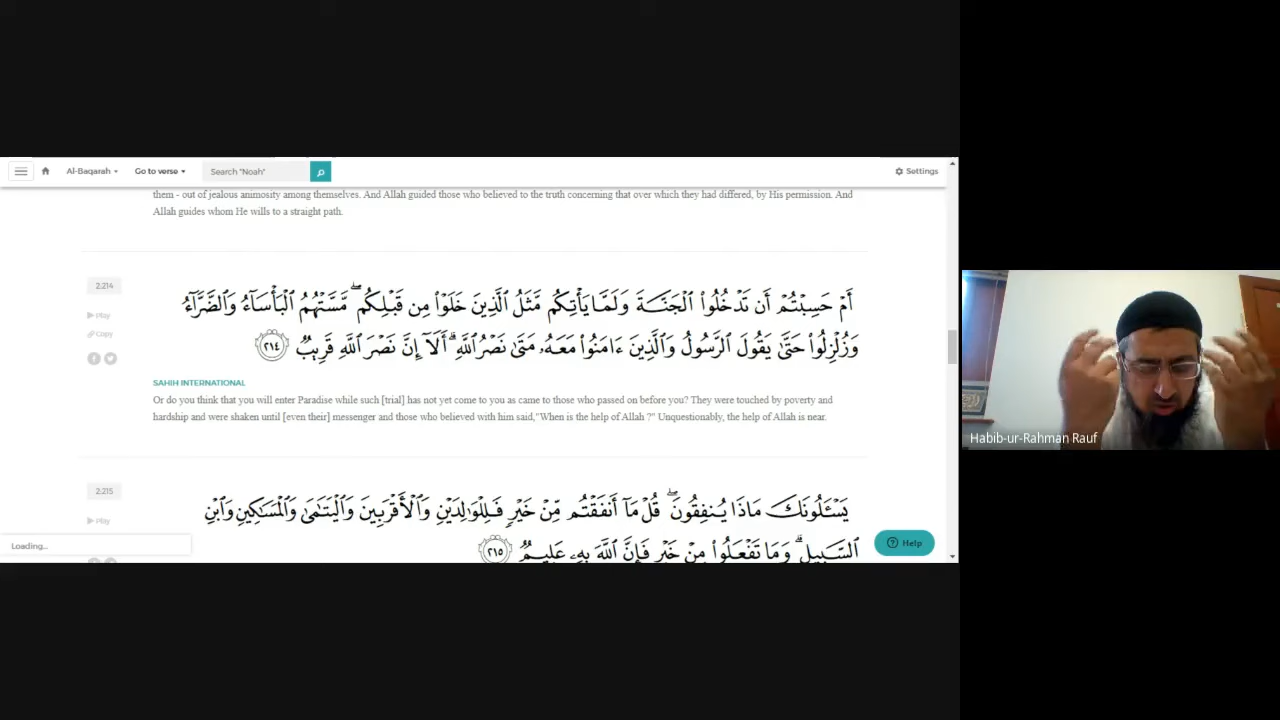 Al-Baqarah Go to verse Search "Noah" Settings
them - out of jealous animosity among themselves. And Allah guided those who believed to the truth concerning that over which they had differed, by His permission. And
Allah guides whom He wills to a straight path.
2:214
أَمْ حَسِبْتُمْ أَن تَدْخُلُوا۟ ٱلْجَنَّةَ وَلَمَّا يَأْتِكُم مَّثَلُ ٱلَّذِينَ خَلَوْا۟ مِن قَبْلِكُم ۖ مَّسَّتْهُمُ ٱلْبَأْسَآءُ وَٱلضَّرَّآءُ
وَزُلْزِلُوا۟ حَتَّىٰ يَقُولَ ٱلرَّسُولُ وَٱلَّذِينَ ءَامَنُوا۟ مَعَهُۥ مَتَىٰ نَصْرُ ٱللَّهِ ۗ أَلَآ إِنَّ نَصْرَ ٱللَّهِ قَرِيبٌ ٢١٤
Play
Copy
SAHIH INTERNATIONAL
Or do you think that you will enter Paradise while such [trial] has not yet come to you as came to those who passed on before you? They were touched by poverty and
hardship and were shaken until [even their] messenger and those who believed with him said,"When is the help of Allah ?" Unquestionably, the help of Allah is near.
2:215
يَسْـَٔلُونَكَ مَاذَا يُنفِقُونَ ۖ قُلْ مَآ أَنفَقْتُم مِّنْ خَيْرٍ فَلِلْوَٰلِدَيْنِ وَٱلْأَقْرَبِينَ وَٱلْيَتَـٰمَىٰ وَٱلْمَسَـٰكِينِ وَٱبْنِ
ٱلسَّبِيلِ ۗ وَمَا تَفْعَلُوا۟ مِنْ خَيْرٍ فَإِنَّ ٱللَّهَ بِهِۦ عَلِيمٌ ٢١٥
Play
Loading...
Help
Habib-ur-Rahman Rauf